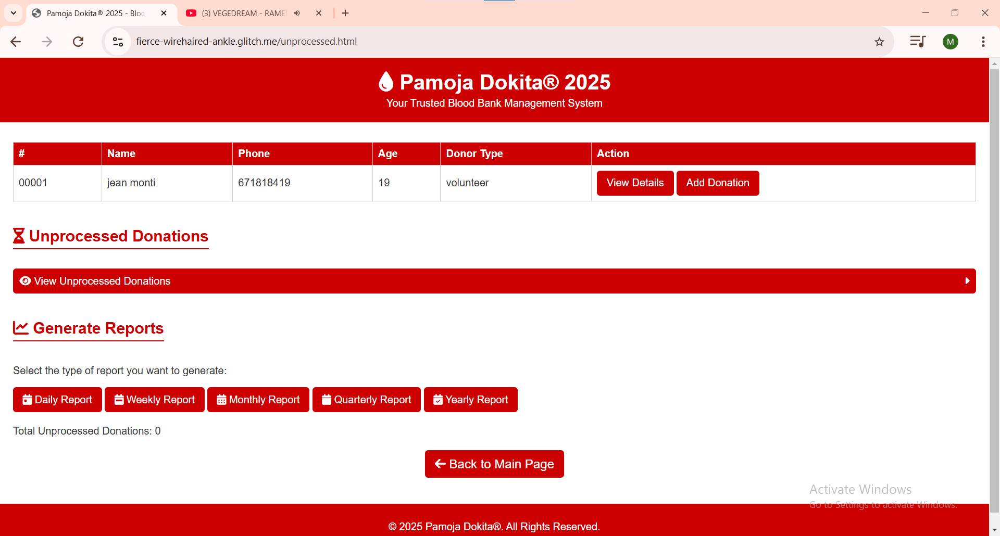 Pamoja Dokita® 2025 - Bloo
(3) VEGEDREAM - RAME
fierce-wirehaired-ankle.glitch.me/unprocessed.html
M
Pamoja Dokita® 2025
Your Trusted Blood Bank Management System
# Name Phone Age Donor Type Action
00001 jean monti 671818419 19 volunteer View Details Add Donation
Unprocessed Donations
View Unprocessed Donations
Generate Reports
Select the type of report you want to generate:
Daily Report Weekly Report Monthly Report Quarterly Report Yearly Report
Total Unprocessed Donations: 0
Back to Main Page
Activate Windows
Go to Settings to activate Windows.
© 2025 Pamoja Dokita®. All Rights Reserved.